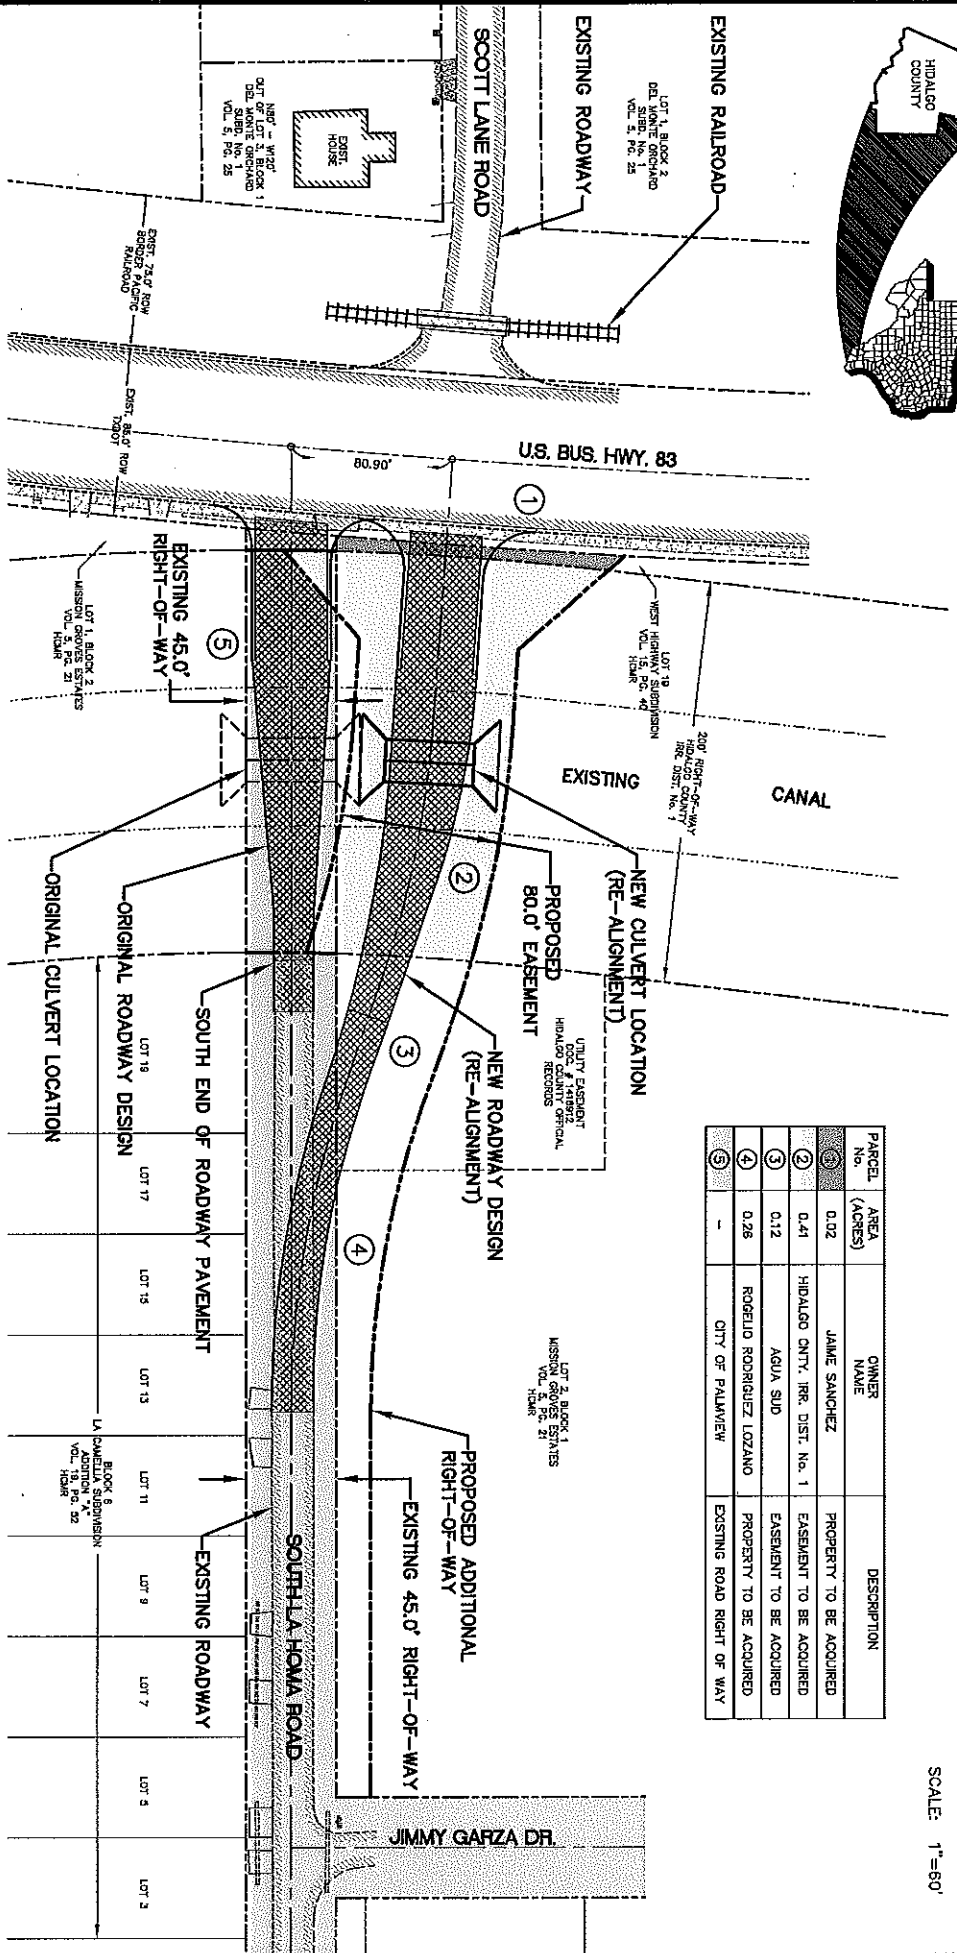 HIDALGO
COUNTY
SCALE: 1"=60'
EXISTING RAILROAD
LOT 1, BLOCK 2
DEL MONTE ORCHARD
SUBD. No. 1
VOL. 5, PG. 25
EXISTING ROADWAY
SCOTT LANE ROAD
EXIST.
HOUSE
N80' - W120'
OUT OF LOT 3, BLOCK 1
DEL MONTE ORCHARD
SUBD. No. 1
VOL. 5, PG. 25
EXIST. 75.0' ROW
BORDER PACIFIC
RAILROAD
EXIST. 85.0' ROW
TXDOT
U.S. BUS. HWY. 83
80.90'
1
LOT 19
WEST HIGHWAY SUBDIVISION
VOL. 15, PG. 40
HCMR
200' RIGHT-OF-WAY
HIDALGO COUNTY
IRR. DIST. No. 1
EXISTING
CANAL
EXISTING 45.0'
RIGHT-OF-WAY
5
LOT 1, BLOCK 2
MISSION GROVES ESTATES
VOL. 5, PG. 21
HCMR
NEW CULVERT LOCATION
(RE-ALIGNMENT)
PROPOSED
80.0' EASEMENT
2
3
UTILITY EASEMENT
DOC. # 1416912
HIDALGO COUNTY OFFICIAL
RECORDS
NEW ROADWAY DESIGN
(RE-ALIGNMENT)
4
SOUTH END OF ROADWAY PAVEMENT
ORIGINAL ROADWAY DESIGN
ORIGINAL CULVERT LOCATION
PARCEL
No.
AREA
(ACRES)
OWNER
NAME
DESCRIPTION
1 0.02 JAIME SANCHEZ PROPERTY TO BE ACQUIRED
2 0.41 HIDALGO CNTY. IRR. DIST. No. 1 EASEMENT TO BE ACQUIRED
3 0.12 AGUA SUD EASEMENT TO BE ACQUIRED
4 0.26 ROGELIO RODRIGUEZ LOZANO PROPERTY TO BE ACQUIRED
5 - CITY OF PALMVIEW EXISTING ROAD RIGHT OF WAY
LOT 2, BLOCK 1
MISSION GROVES ESTATES
VOL. 5, PG. 21
HCMR
PROPOSED ADDITIONAL
RIGHT-OF-WAY
EXISTING 45.0' RIGHT-OF-WAY
SOUTH LA HOMA ROAD
EXISTING ROADWAY
JIMMY GARZA DR.
LOT 19
LOT 17
LOT 15
LOT 13
LOT 11
LOT 9
LOT 7
LOT 5
LOT 3
BLOCK 6
LA CAMELLIA SUBDIVISION
ADDITION "A"
VOL. 19, PG. 52
HCMR